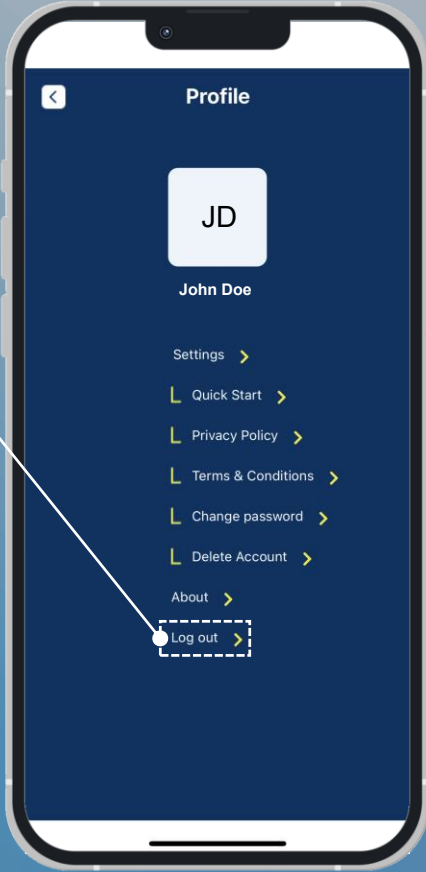 Profile
JD
John Doe
Settings
Quick Start
Privacy Policy
Terms & Conditions
Change password
Delete Account
About
Log out